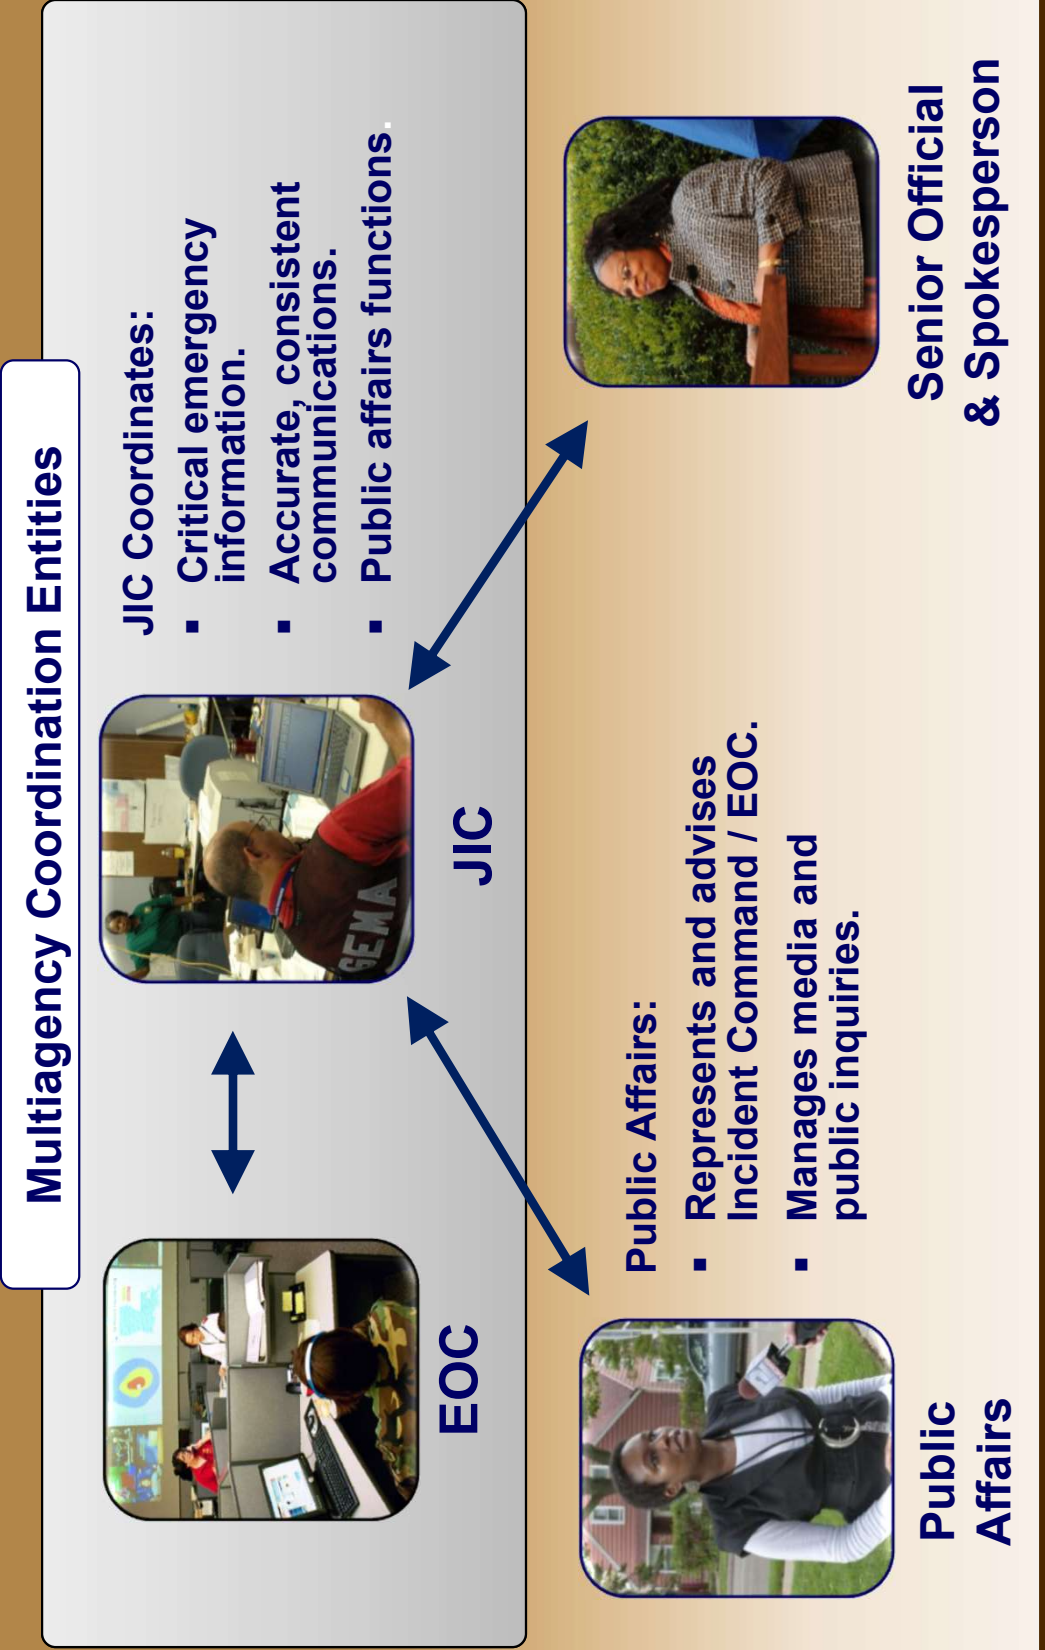 Multiagency Coordination Entities
JIC Coordinates:
▪ Critical emergency
information.
▪ Accurate, consistent
communications.
▪ Public affairs functions.
GEMA
EOC
JIC
Public Affairs:
▪ Represents and advises
Incident Command / EOC.
▪ Manages media and
public inquiries.
Public
Affairs
Senior Official
& Spokesperson